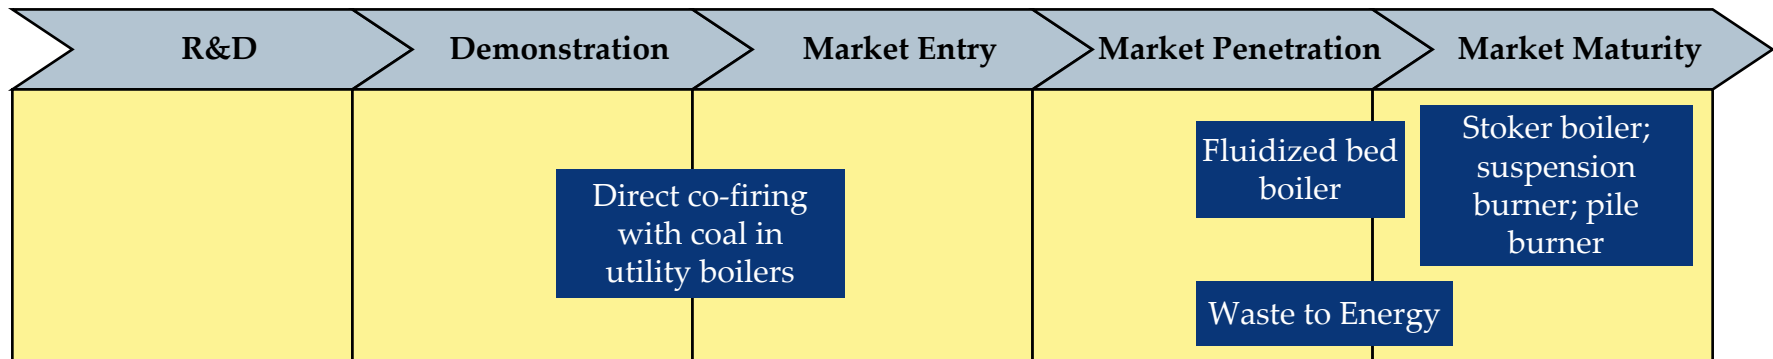 R&D
Demonstration
Market Entry
Market Penetration
Market Maturity
Direct co-firing
with coal in
utility boilers
Fluidized bed
boiler
Stoker boiler;
suspension
burner; pile
burner
Waste to Energy